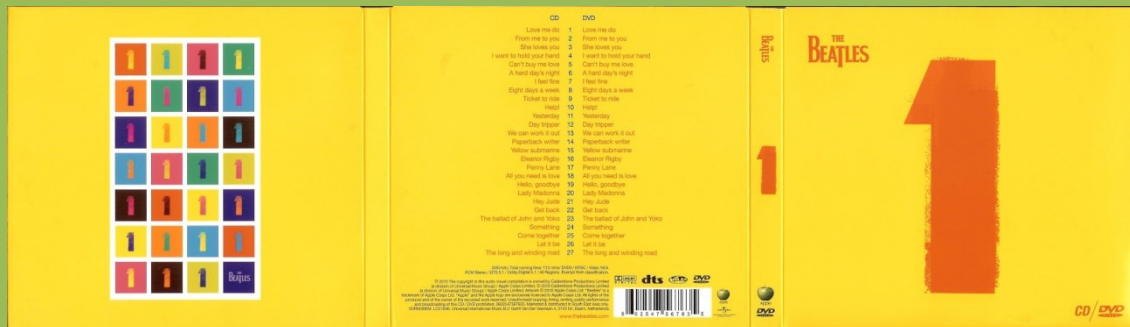 THE
BEATLES
CD DVD
Love me do 1 Love me do
From me to you 2 From me to you
She loves you 3 She loves you
I want to hold your hand 4 I want to hold your hand
Can't buy me love 5 Can't buy me love
A hard day's night 6 A hard day's night
I feel fine 7 I feel fine
Eight days a week 8 Eight days a week
Ticket to ride 9 Ticket to ride
Help! 10 Help!
Yesterday 11 Yesterday
Day tripper 12 Day tripper
We can work it out 13 We can work it out
Paperback writer 14 Paperback writer
Yellow submarine 15 Yellow submarine
Eleanor Rigby 16 Eleanor Rigby
Penny Lane 17 Penny Lane
All you need is love 18 All you need is love
Hello, goodbye 19 Hello, goodbye
Lady Madonna 20 Lady Madonna
Hey Jude 21 Hey Jude
Get back 22 Get back
The ballad of John and Yoko 23 The ballad of John and Yoko
Something 24 Something
Come together 25 Come together
Let it be 26 Let it be
The long and winding road 27 The long and winding road
dts DVD
www.thebeatles.com
THE
BEATLES
1
Apple
DVD
THE
BEATLES
1
CD/DVD